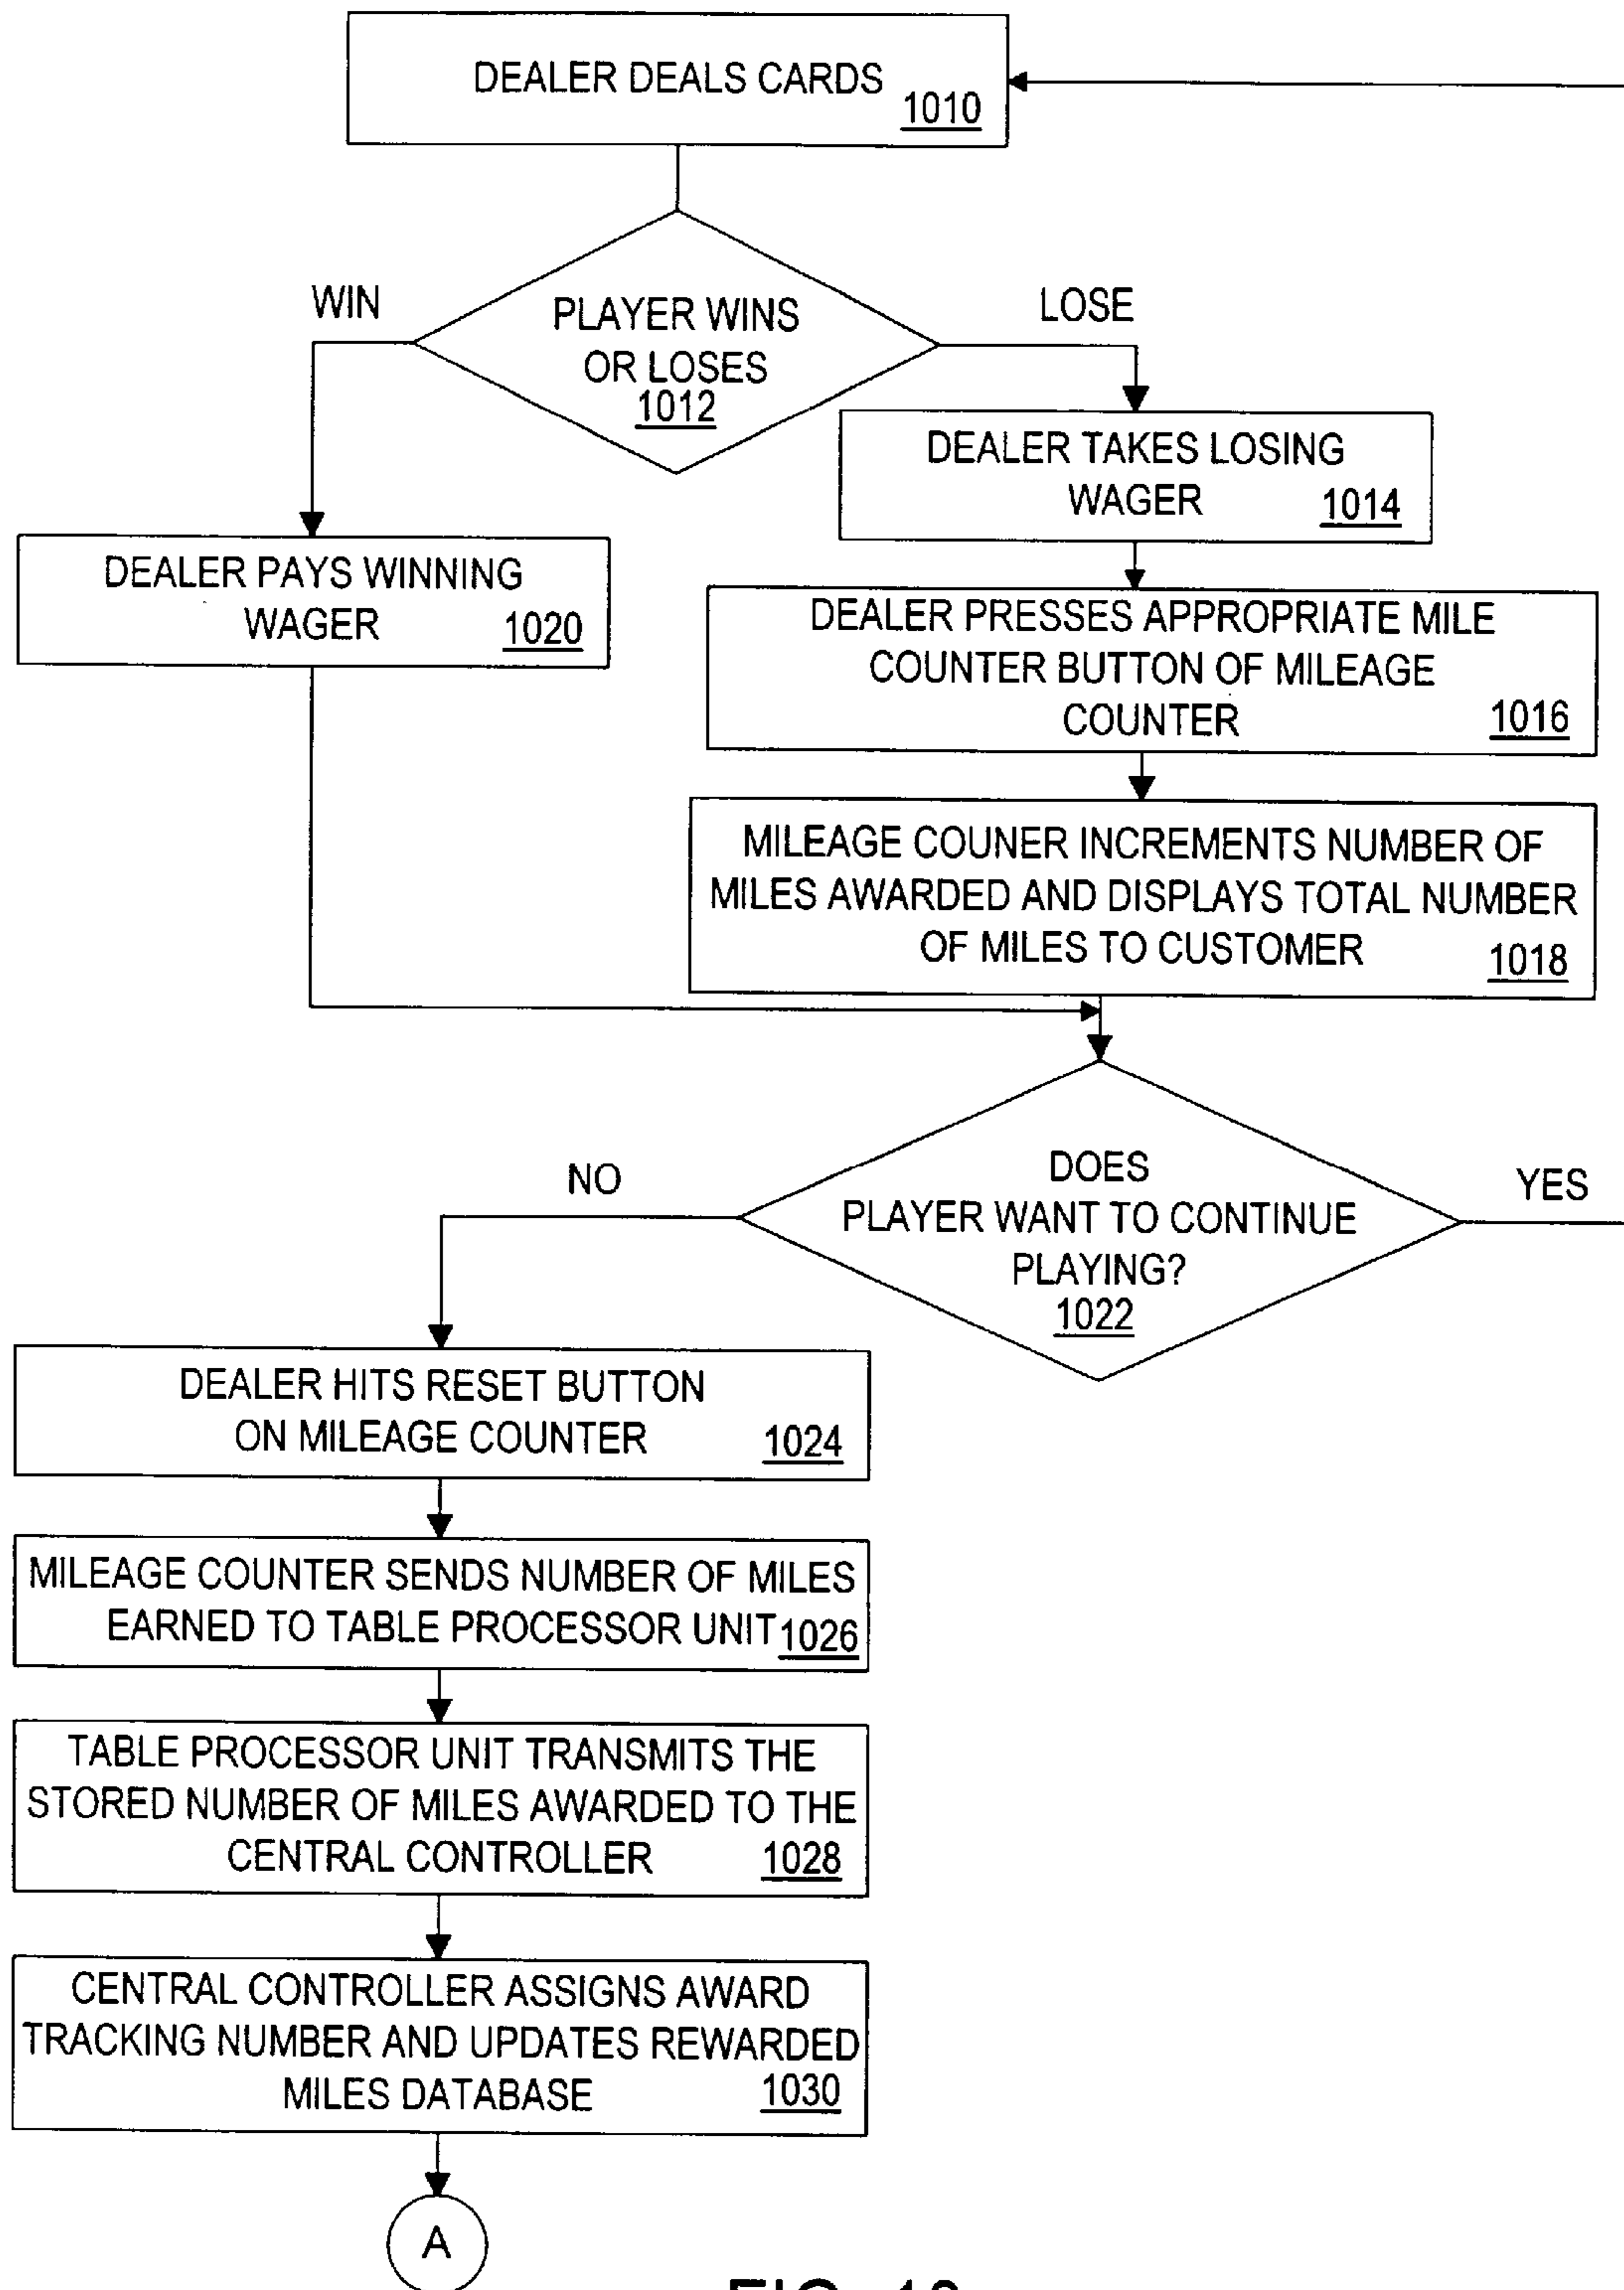 DEALER DEALS CARDS
1010
WIN
LOSE
PLAYER WINS
OR LOSES
1012
DEALER TAKES LOSING
WAGER 1014
DEALER PAYS WINNING
WAGER 1020
DEALER PRESSES APPROPRIATE MILE
COUNTER BUTTON OF MILEAGE
COUNTER 1016
MILEAGE COUNER INCREMENTS NUMBER OF
MILES AWARDED AND DISPLAYS TOTAL NUMBER
OF MILES TO CUSTOMER 1018
DOES
PLAYER WANT TO CONTINUE
PLAYING?
1022
NO
YES
DEALER HITS RESET BUTTON
ON MILEAGE COUNTER 1024
MILEAGE COUNTER SENDS NUMBER OF MILES
EARNED TO TABLE PROCESSOR UNIT 1026
TABLE PROCESSOR UNIT TRANSMITS THE
STORED NUMBER OF MILES AWARDED TO THE
CENTRAL CONTROLLER 1028
CENTRAL CONTROLLER ASSIGNS AWARD
TRACKING NUMBER AND UPDATES REWARDED
MILES DATABASE 1030
A